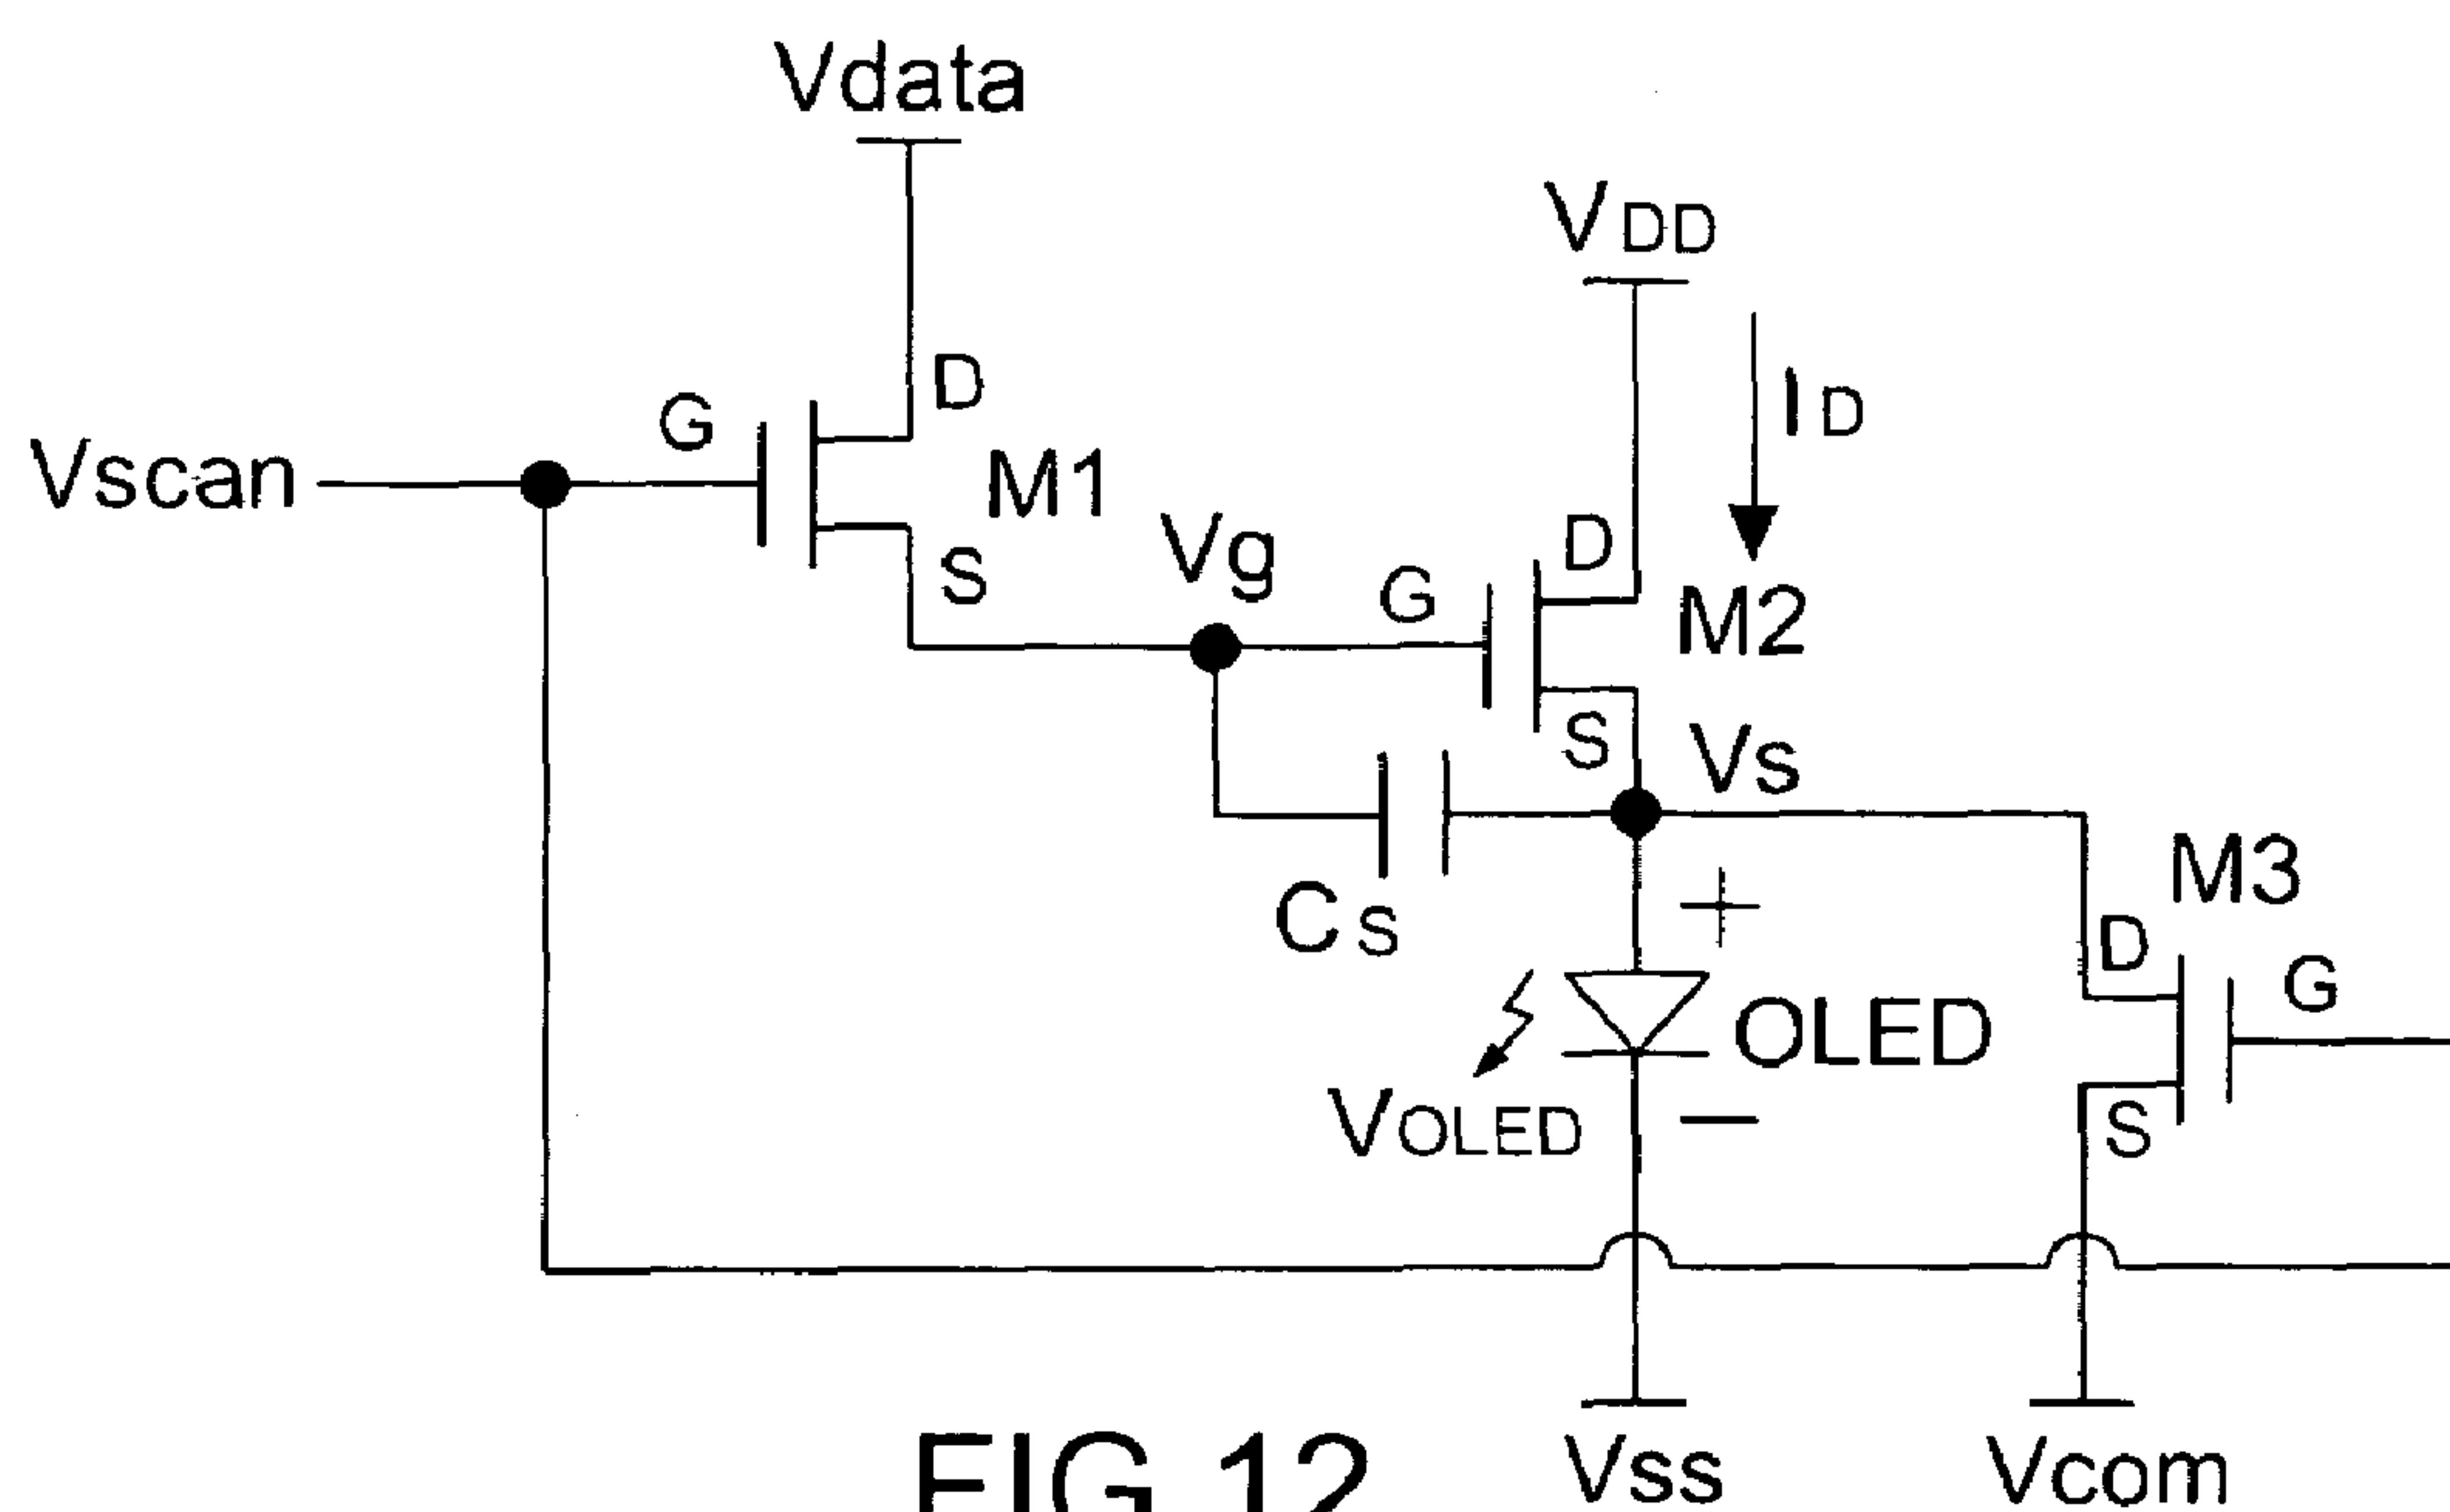 Vdata
VDD
ID
D
G
M1
Vscan
S
Vg
D
G
M2
S
Vs
M3
Cs
D
G
OLED
VOLED
+
—
S
Vss
Vcom
FIG.12